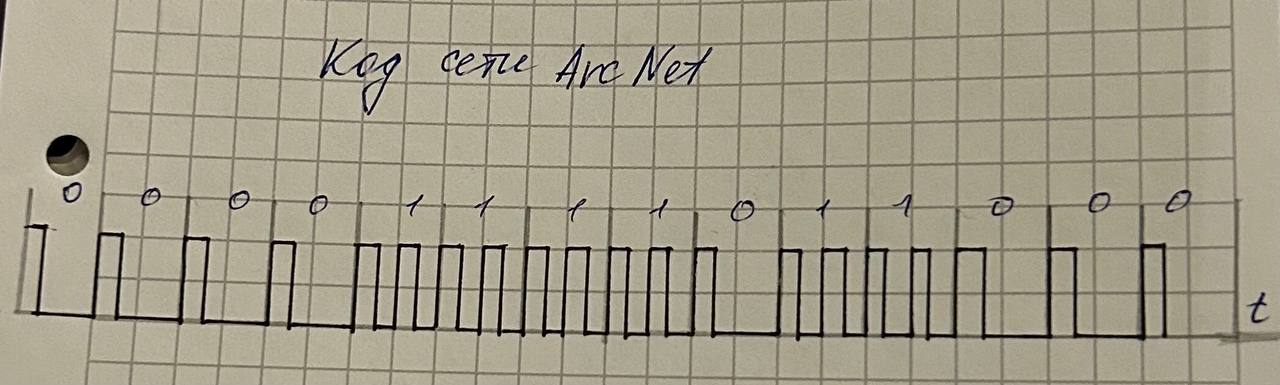 Код сети ArcNet
0 0 0 0 1 1 1 1 0 1 1 0 0 0
t